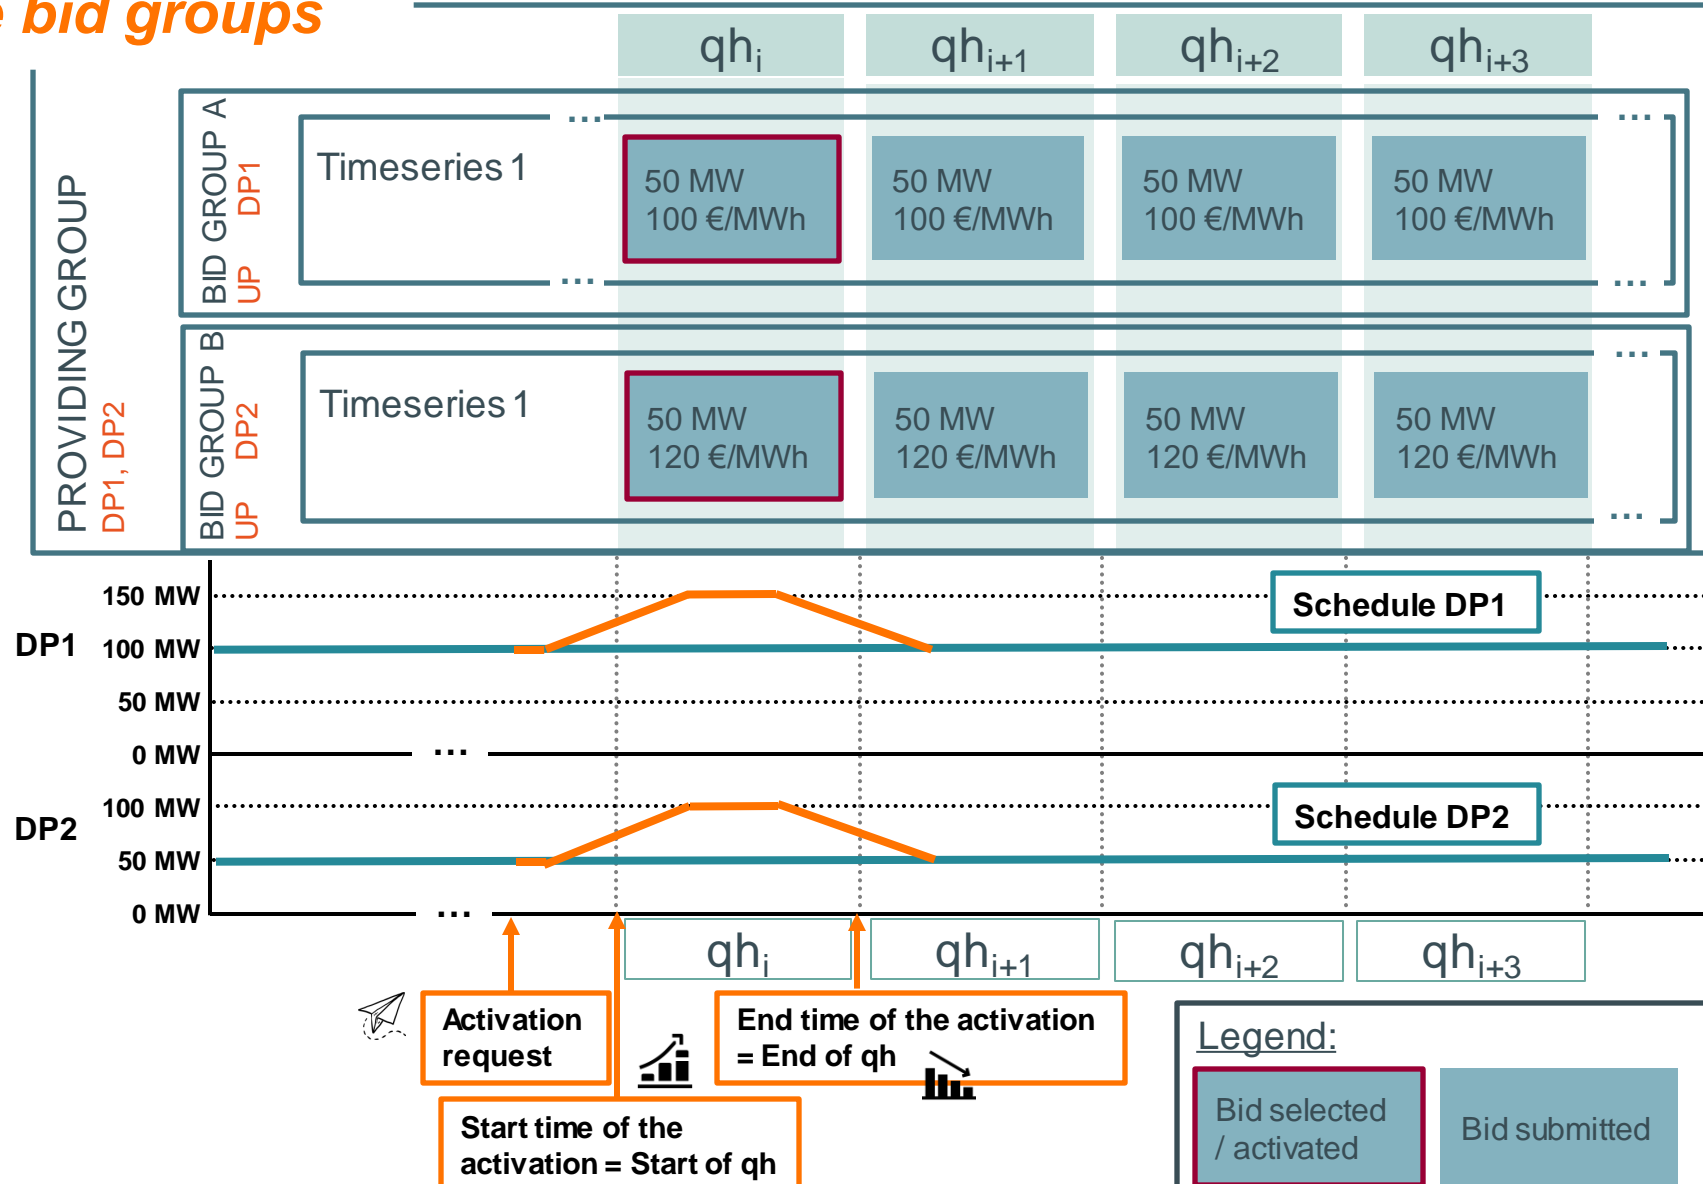 e bid groups
qhi
qhi+1
qhi+2
qhi+3
PROVIDING GROUP
DP1, DP2
BID GROUP A
UP DP1
Timeseries 1
...
...
50 MW
100 €/MWh
50 MW
100 €/MWh
50 MW
100 €/MWh
50 MW
100 €/MWh
...
...
BID GROUP B
UP DP2
Timeseries 1
...
50 MW
120 €/MWh
50 MW
120 €/MWh
50 MW
120 €/MWh
50 MW
120 €/MWh
...
DP1
150 MW
100 MW
50 MW
0 MW
...
Schedule DP1
DP2
100 MW
50 MW
0 MW
...
Schedule DP2
qhi
qhi+1
qhi+2
qhi+3
Activation
request
End time of the activation
= End of qh
Start time of the
activation = Start of qh
Legend:
Bid selected
/ activated
Bid submitted